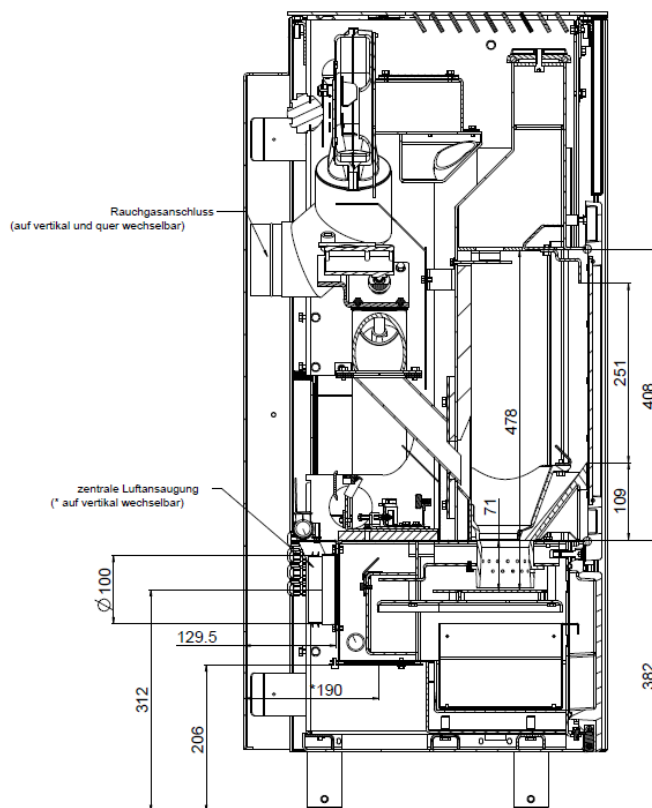 Rauchgasanschluss
(auf vertikal und quer wechselbar)
251
408
478
zentrale Luftansaugung
(* auf vertikal wechselbar)
71
109
Ø100
129.5
*190
312
206
382